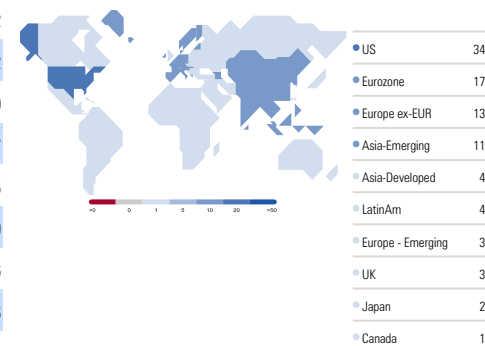 US 34
Eurozone 17
Europe ex-EUR 13
Asia-Emerging 11
Asia-Developed 4
LatinAm 4
Europe - Emerging 3
UK 3
Japan 2
Canada 1
<0 0 1 5 10 20 >50